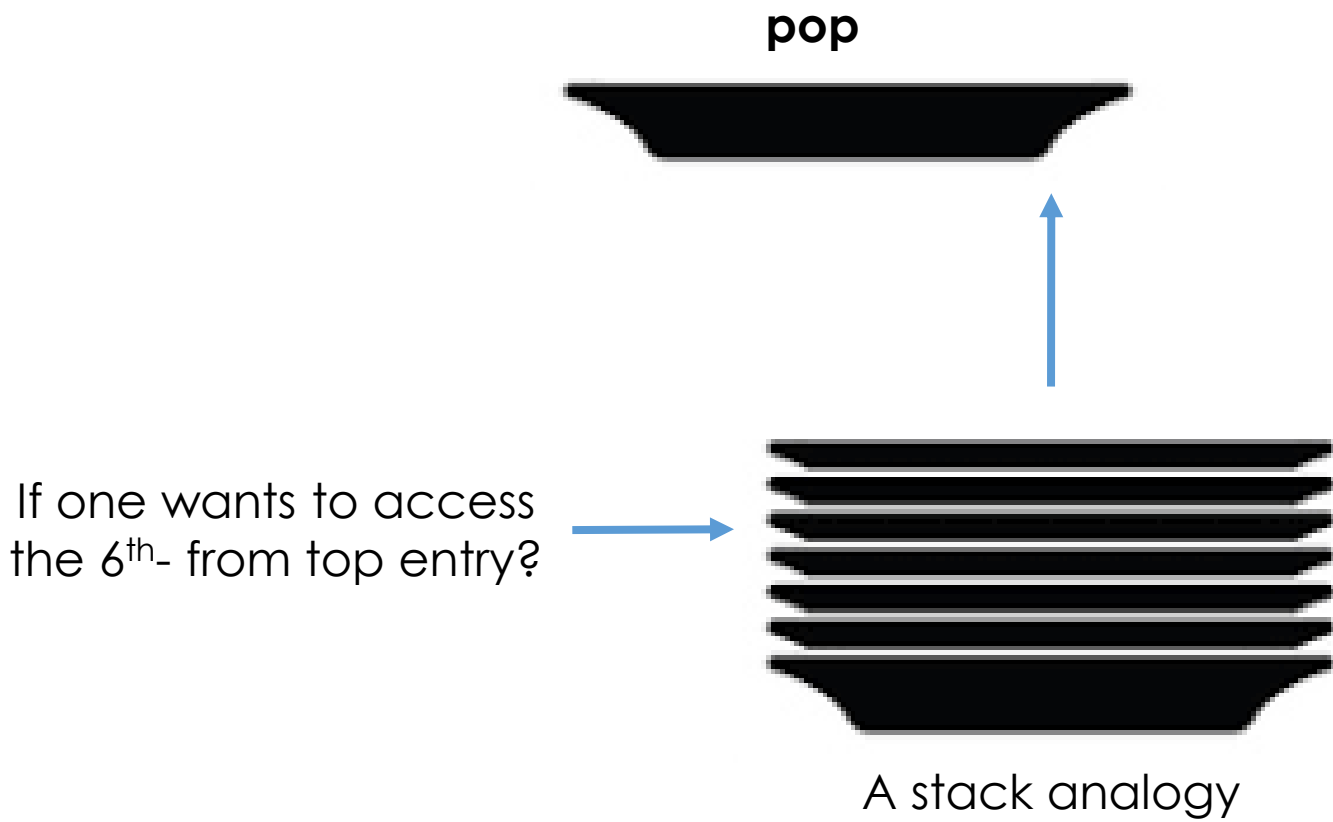 pop
If one wants to access
the 6th- from top entry?
A stack analogy